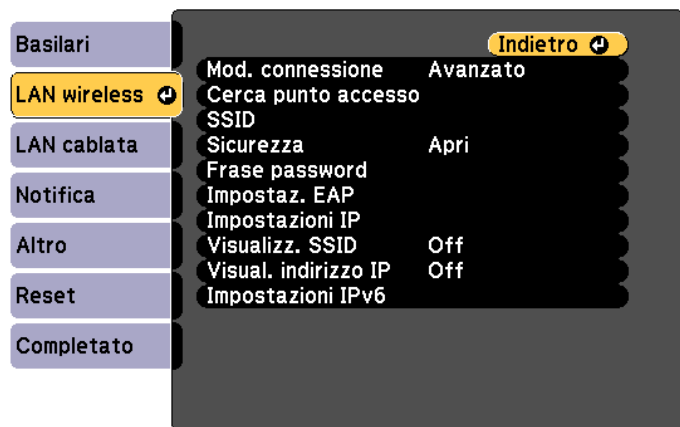 Basilari
LAN wireless
LAN cablata
Notifica
Altro
Reset
Completato
Indietro
Mod. connessione Avanzato
Cerca punto accesso
SSID
Sicurezza Apri
Frase password
Impostaz. EAP
Impostazioni IP
Visualizz. SSID Off
Visual. indirizzo IP Off
Impostazioni IPv6